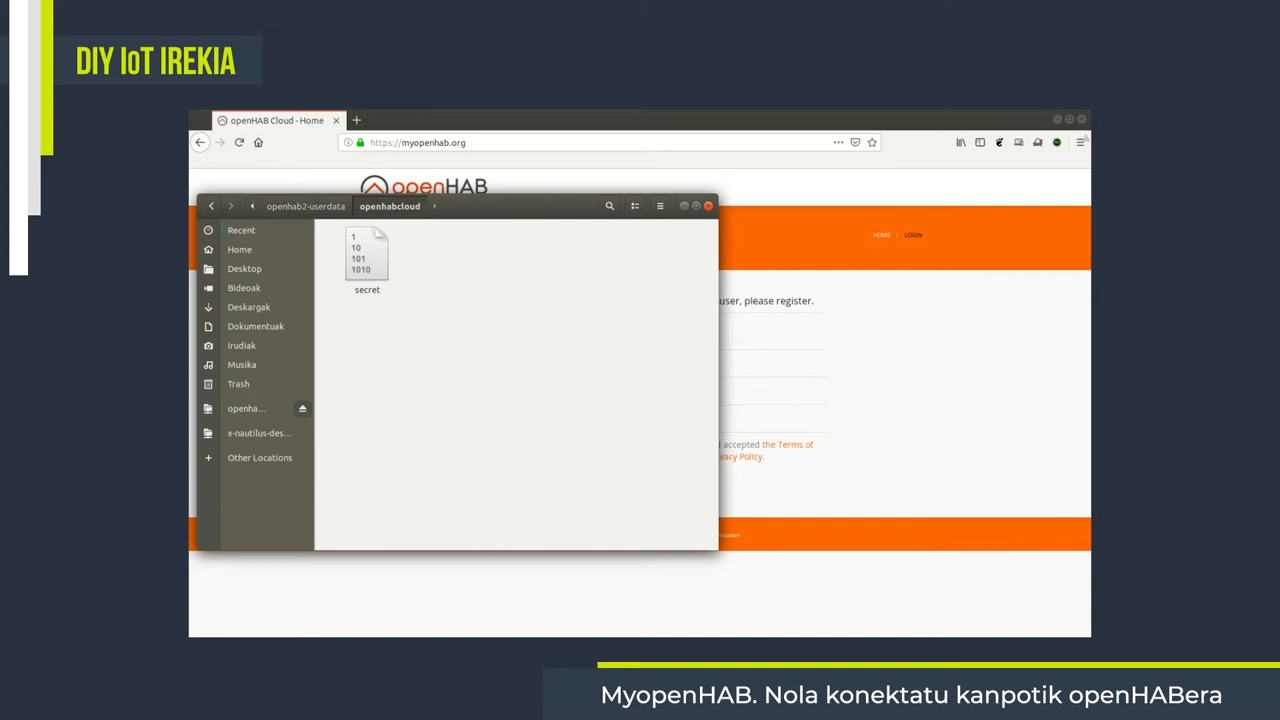 DIY IoT IREKIA
openHAB Cloud - Home
https://myopenhab.org
openHAB
openhab2-userdata
openhabcloud
HOME / LOGIN
Recent
Home
Desktop
Bideoak
Deskargak
Dokumentuak
Irudiak
Musika
Trash
openha...
x-nautilus-des...
Other Locations
1
10
101
1010
secret
user, please register.
accepted the Terms of
Policy.
MyopenHAB. Nola konektatu kanpotik openHABera